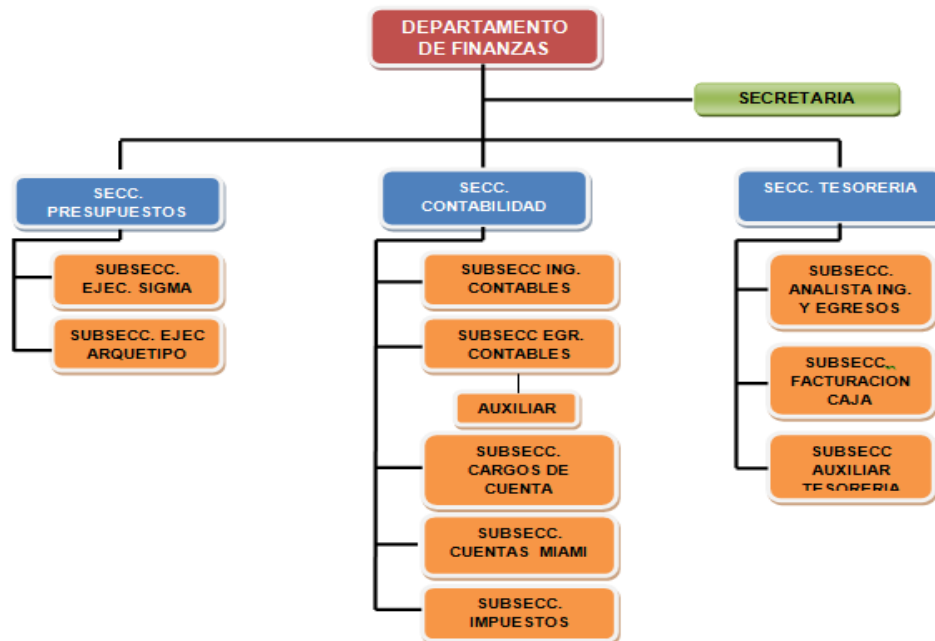 DEPARTAMENTO
DE FINANZAS
SECRETARIA
SECC.
PRESUPUESTOS
SUBSECC.
EJEC. SIGMA
SUBSECC. EJEC
ARQUETIPO
SECC.
CONTABILIDAD
SUBSECC ING.
CONTABLES
SUBSECC EGR.
CONTABLES
AUXILIAR
SUBSECC.
CARGOS DE
CUENTA
SUBSECC.
CUENTAS MIAMI
SUBSECC.
IMPUESTOS
SECC. TESORERIA
SUBSECC.
ANALISTA ING.
Y EGRESOS
SUBSECC..
FACTURACION
CAJA
SUBSECC
AUXILIAR
TESORERIA